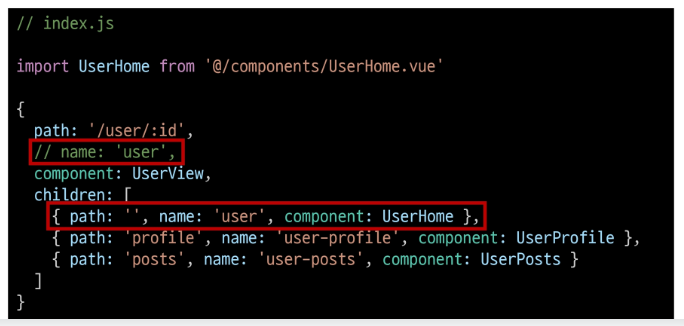 // index.js
import UserHome from '@/components/UserHome.vue'
{
path: '/user/:id',
// name: 'user',
component: UserView,
children: [
{ path: '', name: 'user', component: UserHome },
{ path: 'profile', name: 'user-profile', component: UserProfile },
{ path: 'posts', name: 'user-posts', component: UserPosts }
]
}